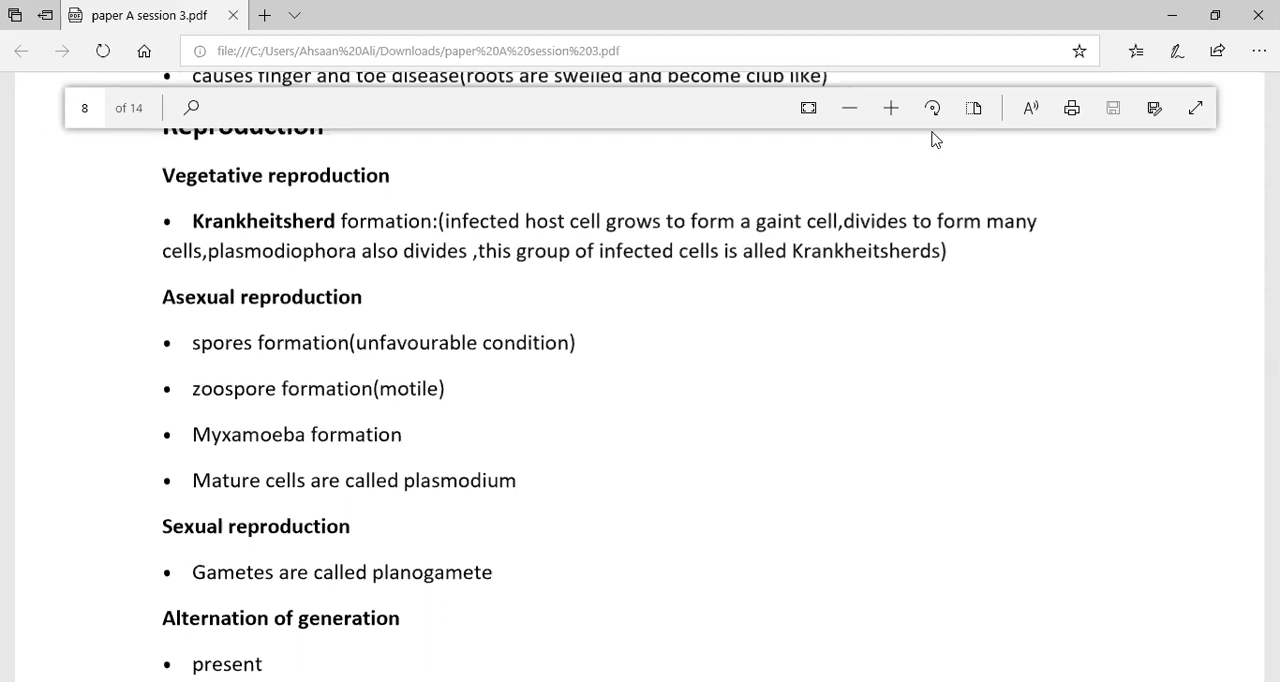 paper A session 3.pdf
file:///C:/Users/Ahsaan%20Ali/Downloads/paper%20A%20session%203.pdf
• causes finger and toe disease(roots are swelled and become club like)
8 of 14
Reproduction
Vegetative reproduction
• Krankheitsherd formation:(infected host cell grows to form a gaint cell,divides to form many
cells,plasmodiophora also divides ,this group of infected cells is alled Krankheitsherds)
Asexual reproduction
• spores formation(unfavourable condition)
• zoospore formation(motile)
• Myxamoeba formation
• Mature cells are called plasmodium
Sexual reproduction
• Gametes are called planogamete
Alternation of generation
• present